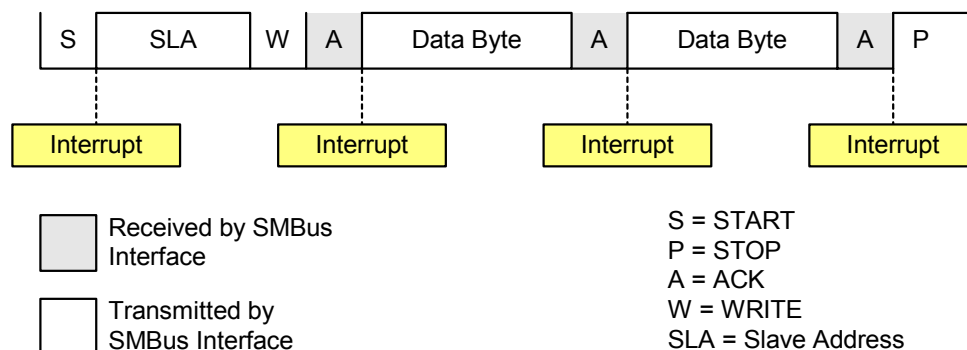 S SLA W A Data Byte A Data Byte A P
Interrupt Interrupt Interrupt Interrupt
Received by SMBus
Interface
Transmitted by
SMBus Interface
S = START
P = STOP
A = ACK
W = WRITE
SLA = Slave Address